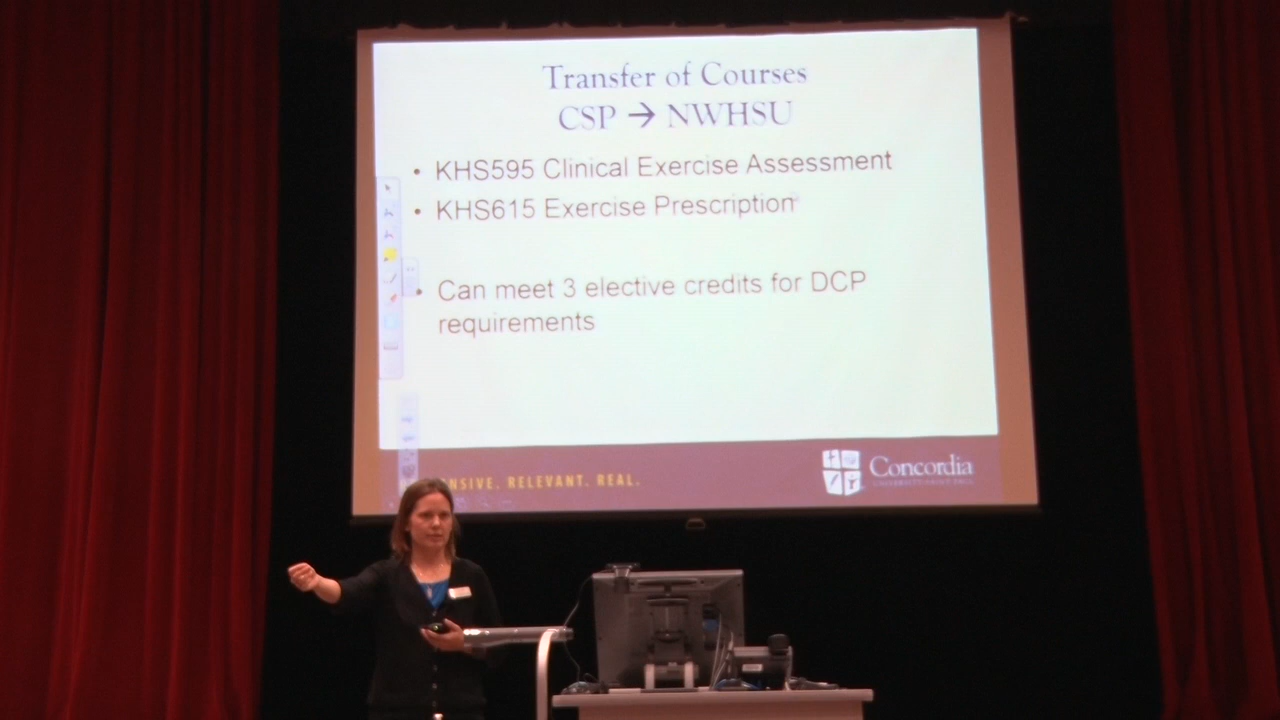 Transfer of Courses
CSP → NWHSU
• KHS595 Clinical Exercise Assessment
• KHS615 Exercise Prescription
• Can meet 3 elective credits for DCP
requirements
RELEVANT. REAL.
Concordia